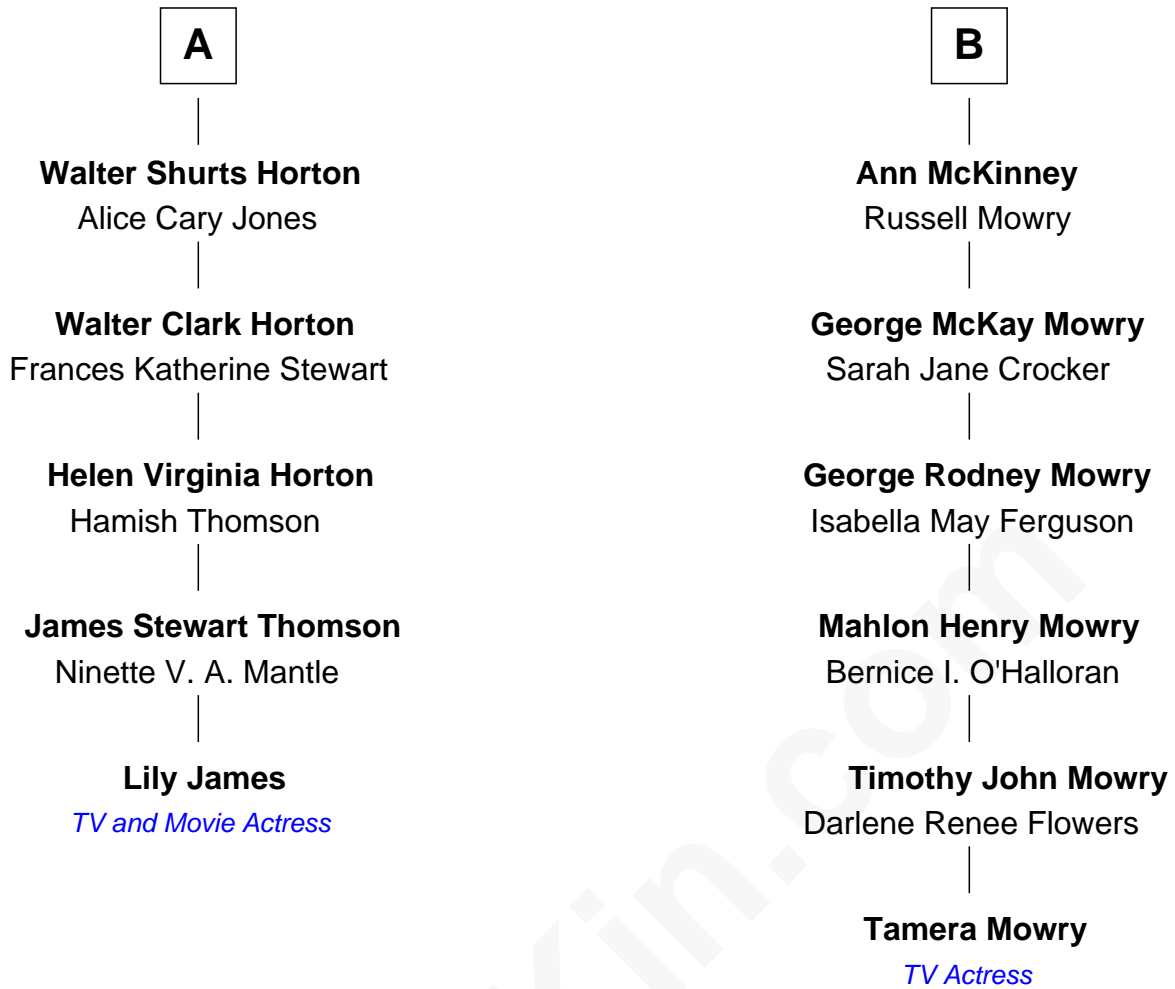 A
Walter Shurts Horton
Alice Cary Jones
Walter Clark Horton
Frances Katherine Stewart
Helen Virginia Horton
Hamish Thomson
James Stewart Thomson
Ninette V. A. Mantle
Lily James
TV and Movie Actress
B
Ann McKinney
Russell Mowry
George McKay Mowry
Sarah Jane Crocker
George Rodney Mowry
Isabella May Ferguson
Mahlon Henry Mowry
Bernice I. O'Halloran
Timothy John Mowry
Darlene Renee Flowers
Tamera Mowry
TV Actress
Kin.com